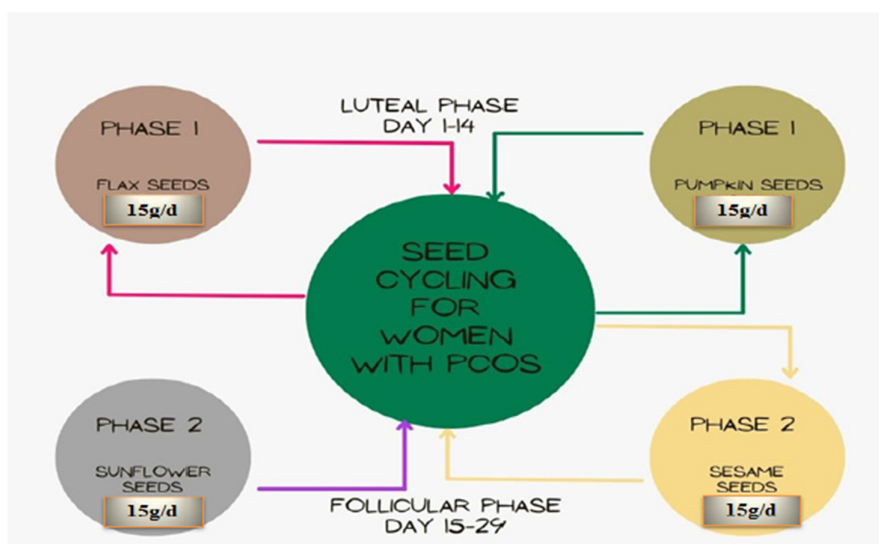 LUTEAL PHASE
DAY 1-14
PHASE 1
FLAX SEEDS
15g/d
PHASE 1
PUMPKIN SEEDS
15g/d
SEED
CYCLING
FOR
WOMEN
WITH PCOS
PHASE 2
SUNFLOWER
SEEDS
15g/d
PHASE 2
SESAME
SEEDS
15g/d
FOLLICULAR PHASE
DAY 15-29